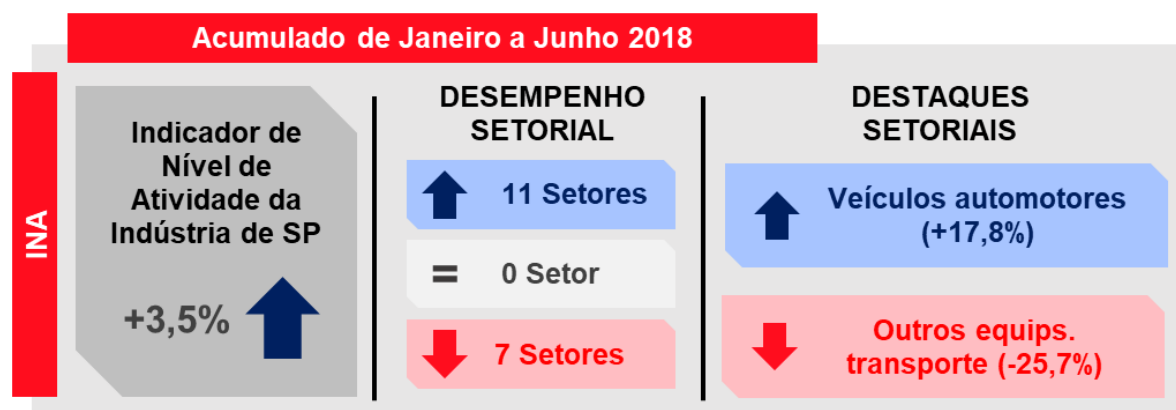 Acumulado de Janeiro a Junho 2018
INA
Indicador de
Nível de
Atividade da
Indústria de SP
+3,5%
DESEMPENHO
SETORIAL
11 Setores
= 0 Setor
7 Setores
DESTAQUES
SETORIAIS
Veículos automotores
(+17,8%)
Outros equips.
transporte (-25,7%)